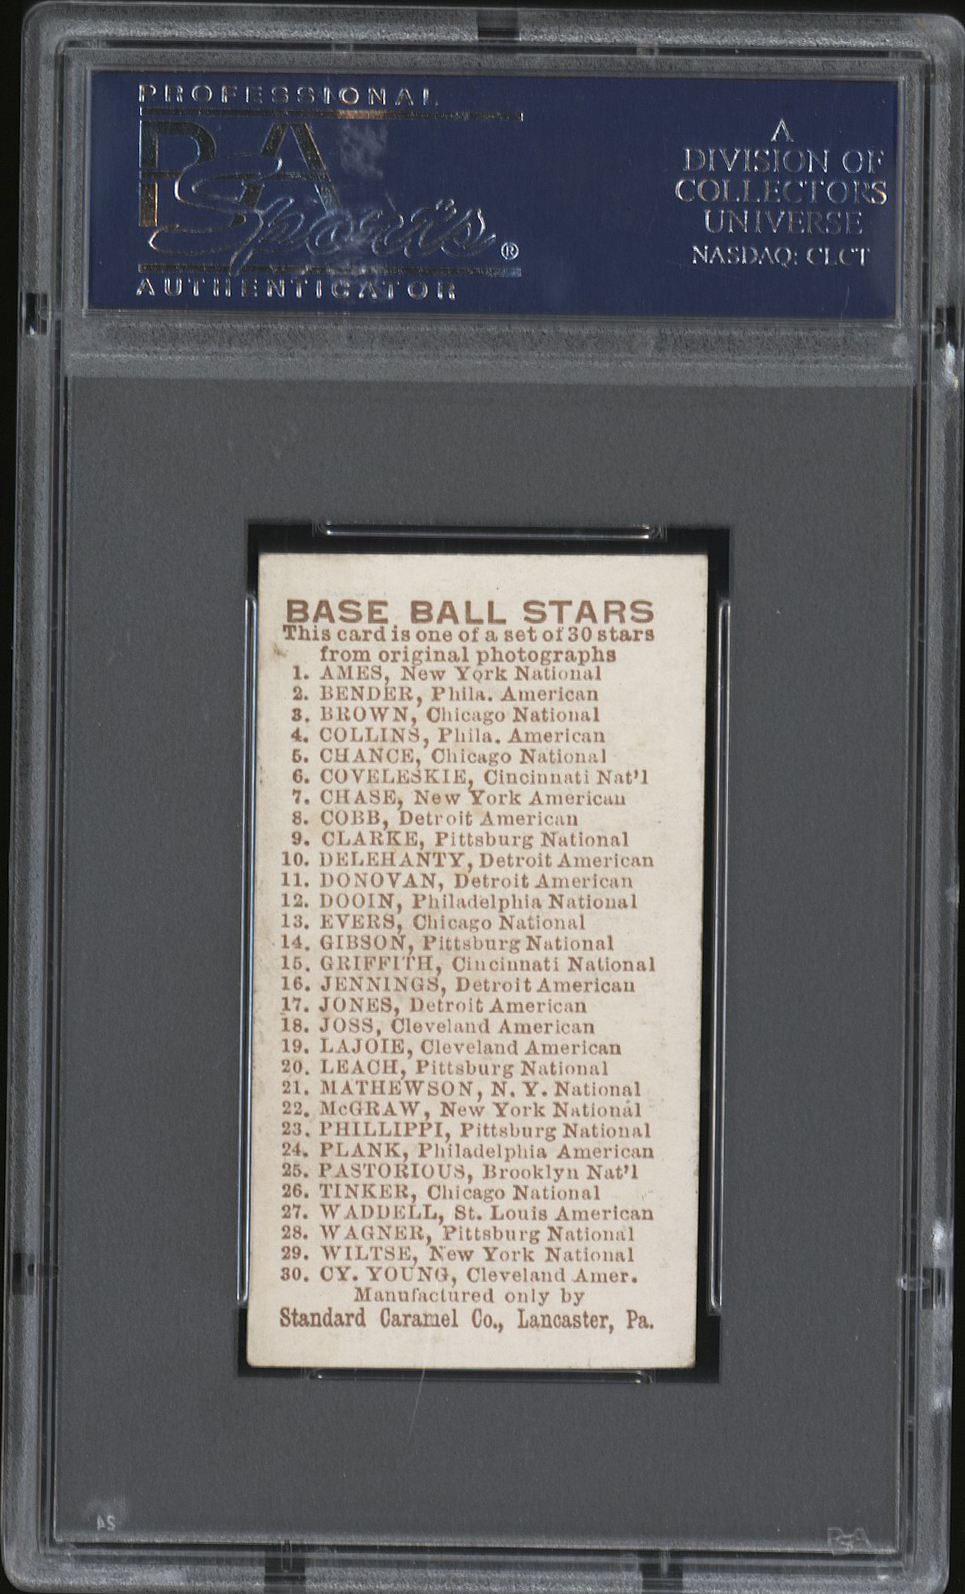 PROFESSIONAL
PSA
Sports®
AUTHENTICATOR
A
DIVISION OF
COLLECTORS
UNIVERSE
NASDAQ: CLCT
BASE BALL STARS
This card is one of a set of 30 stars
from original photographs
1. AMES, New York National
2. BENDER, Phila. American
3. BROWN, Chicago National
4. COLLINS, Phila. American
5. CHANCE, Chicago National
6. COVELESKIE, Cincinnati Nat'l
7. CHASE, New York American
8. COBB, Detroit American
9. CLARKE, Pittsburg National
10. DELEHANTY, Detroit American
11. DONOVAN, Detroit American
12. DOOIN, Philadelphia National
13. EVERS, Chicago National
14. GIBSON, Pittsburg National
15. GRIFFITH, Cincinnati National
16. JENNINGS, Detroit American
17. JONES, Detroit American
18. JOSS, Cleveland American
19. LAJOIE, Cleveland American
20. LEACH, Pittsburg National
21. MATHEWSON, N. Y. National
22. McGRAW, New York National
23. PHILLIPPI, Pittsburg National
24. PLANK, Philadelphia American
25. PASTORIOUS, Brooklyn Nat'l
26. TINKER, Chicago National
27. WADDELL, St. Louis American
28. WAGNER, Pittsburg National
29. WILTSE, New York National
30. CY. YOUNG, Cleveland Amer.
Manufactured only by
Standard Caramel Co., Lancaster, Pa.
24
PSA